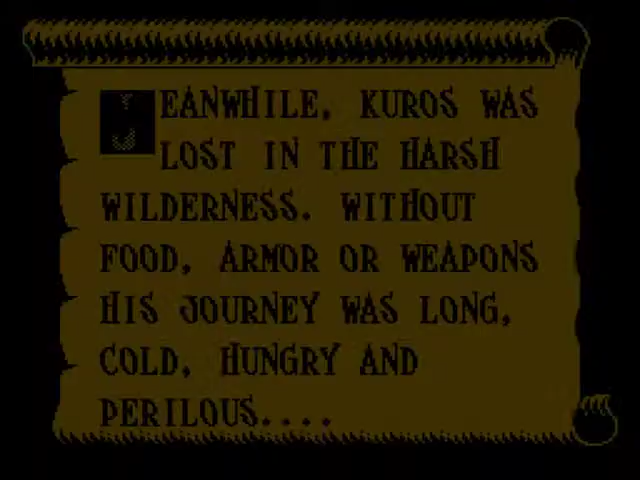 EANWHILE, KUROS WAS
LOST IN THE HARSH
WILDERNESS. WITHOUT
FOOD, ARMOR OR WEAPONS
HIS JOURNEY WAS LONG,
COLD, HUNGRY AND
PERILOUS....